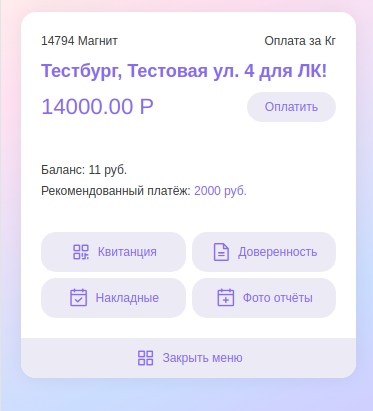 14794 Магнит Оплата за Кг
Тестбург, Тестовая ул. 4 для ЛК!
14000.00 Р Оплатить
Баланс: 11 руб.
Рекомендованный платёж: 2000 руб.
Квитанция Доверенность
Накладные Фото отчёты
Закрыть меню